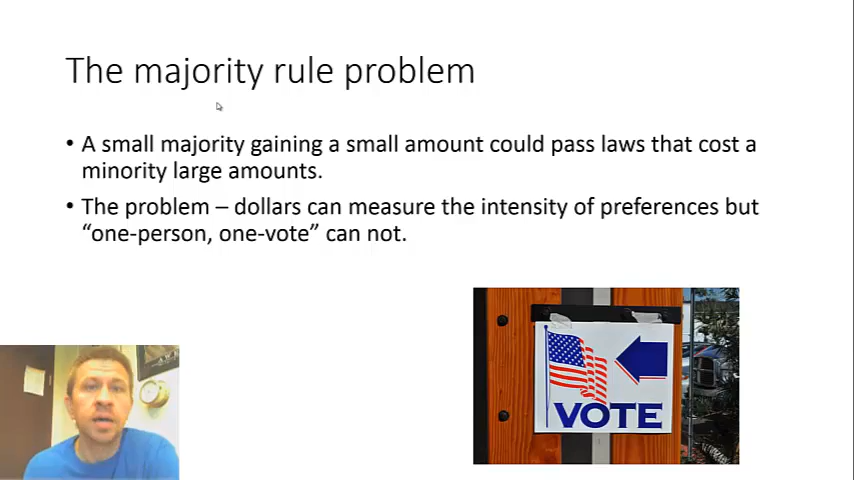 The majority rule problem
• A small majority gaining a small amount could pass laws that cost a
minority large amounts.
• The problem – dollars can measure the intensity of preferences but
“one-person, one-vote” can not.
VOTE